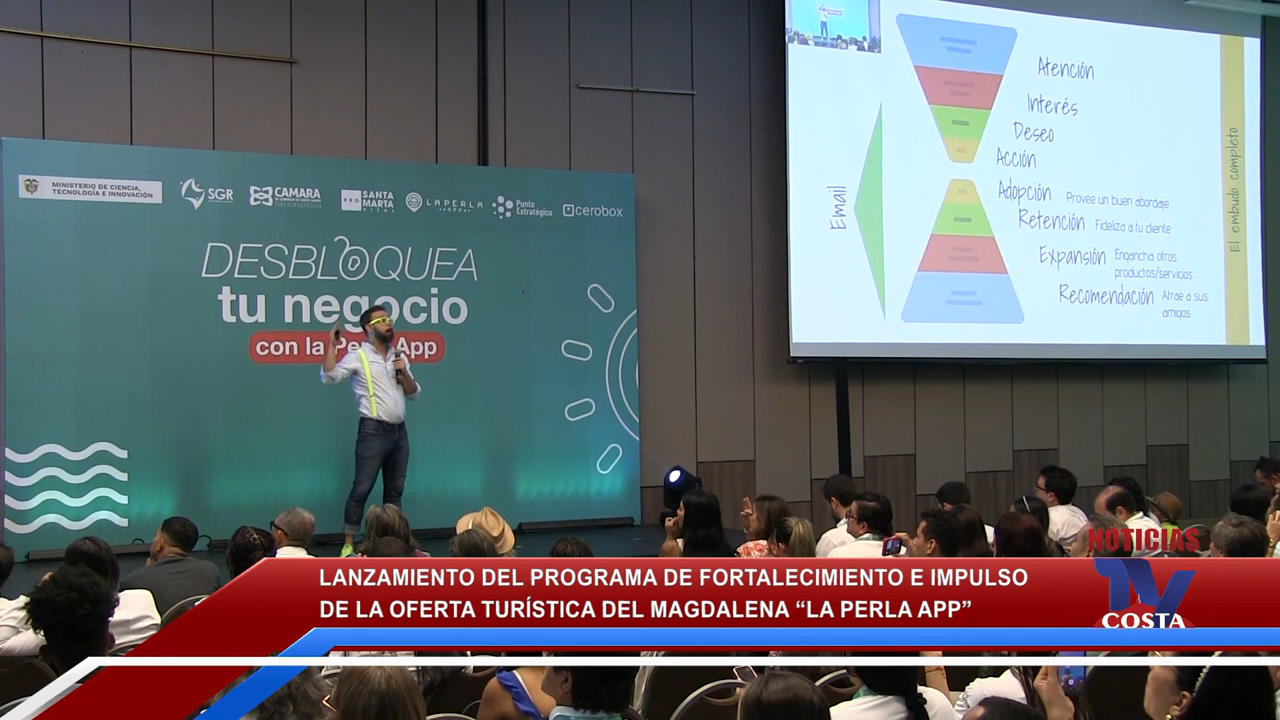 MINISTERIO DE CIENCIA,
TECNOLOGÍA E INNOVACIÓN
SGR
CAMARA
PRO SANTA MARTA
LAPERLA
Punto Estratégico
cerobox
DESBLOQUEA
tu negocio
con la Perla App
Atención
Interés
Deseo
Acción
Adopción Provee un buen abordaje
Retención Fideliza a tu cliente
Expansión Engancha otros
productos/servicios
Recomendación Atrae a sus
amigos
Email
El embudo completo
NOTICIAS
TV
COSTA
LANZAMIENTO DEL PROGRAMA DE FORTALECIMIENTO E IMPULSO
DE LA OFERTA TURÍSTICA DEL MAGDALENA “LA PERLA APP”